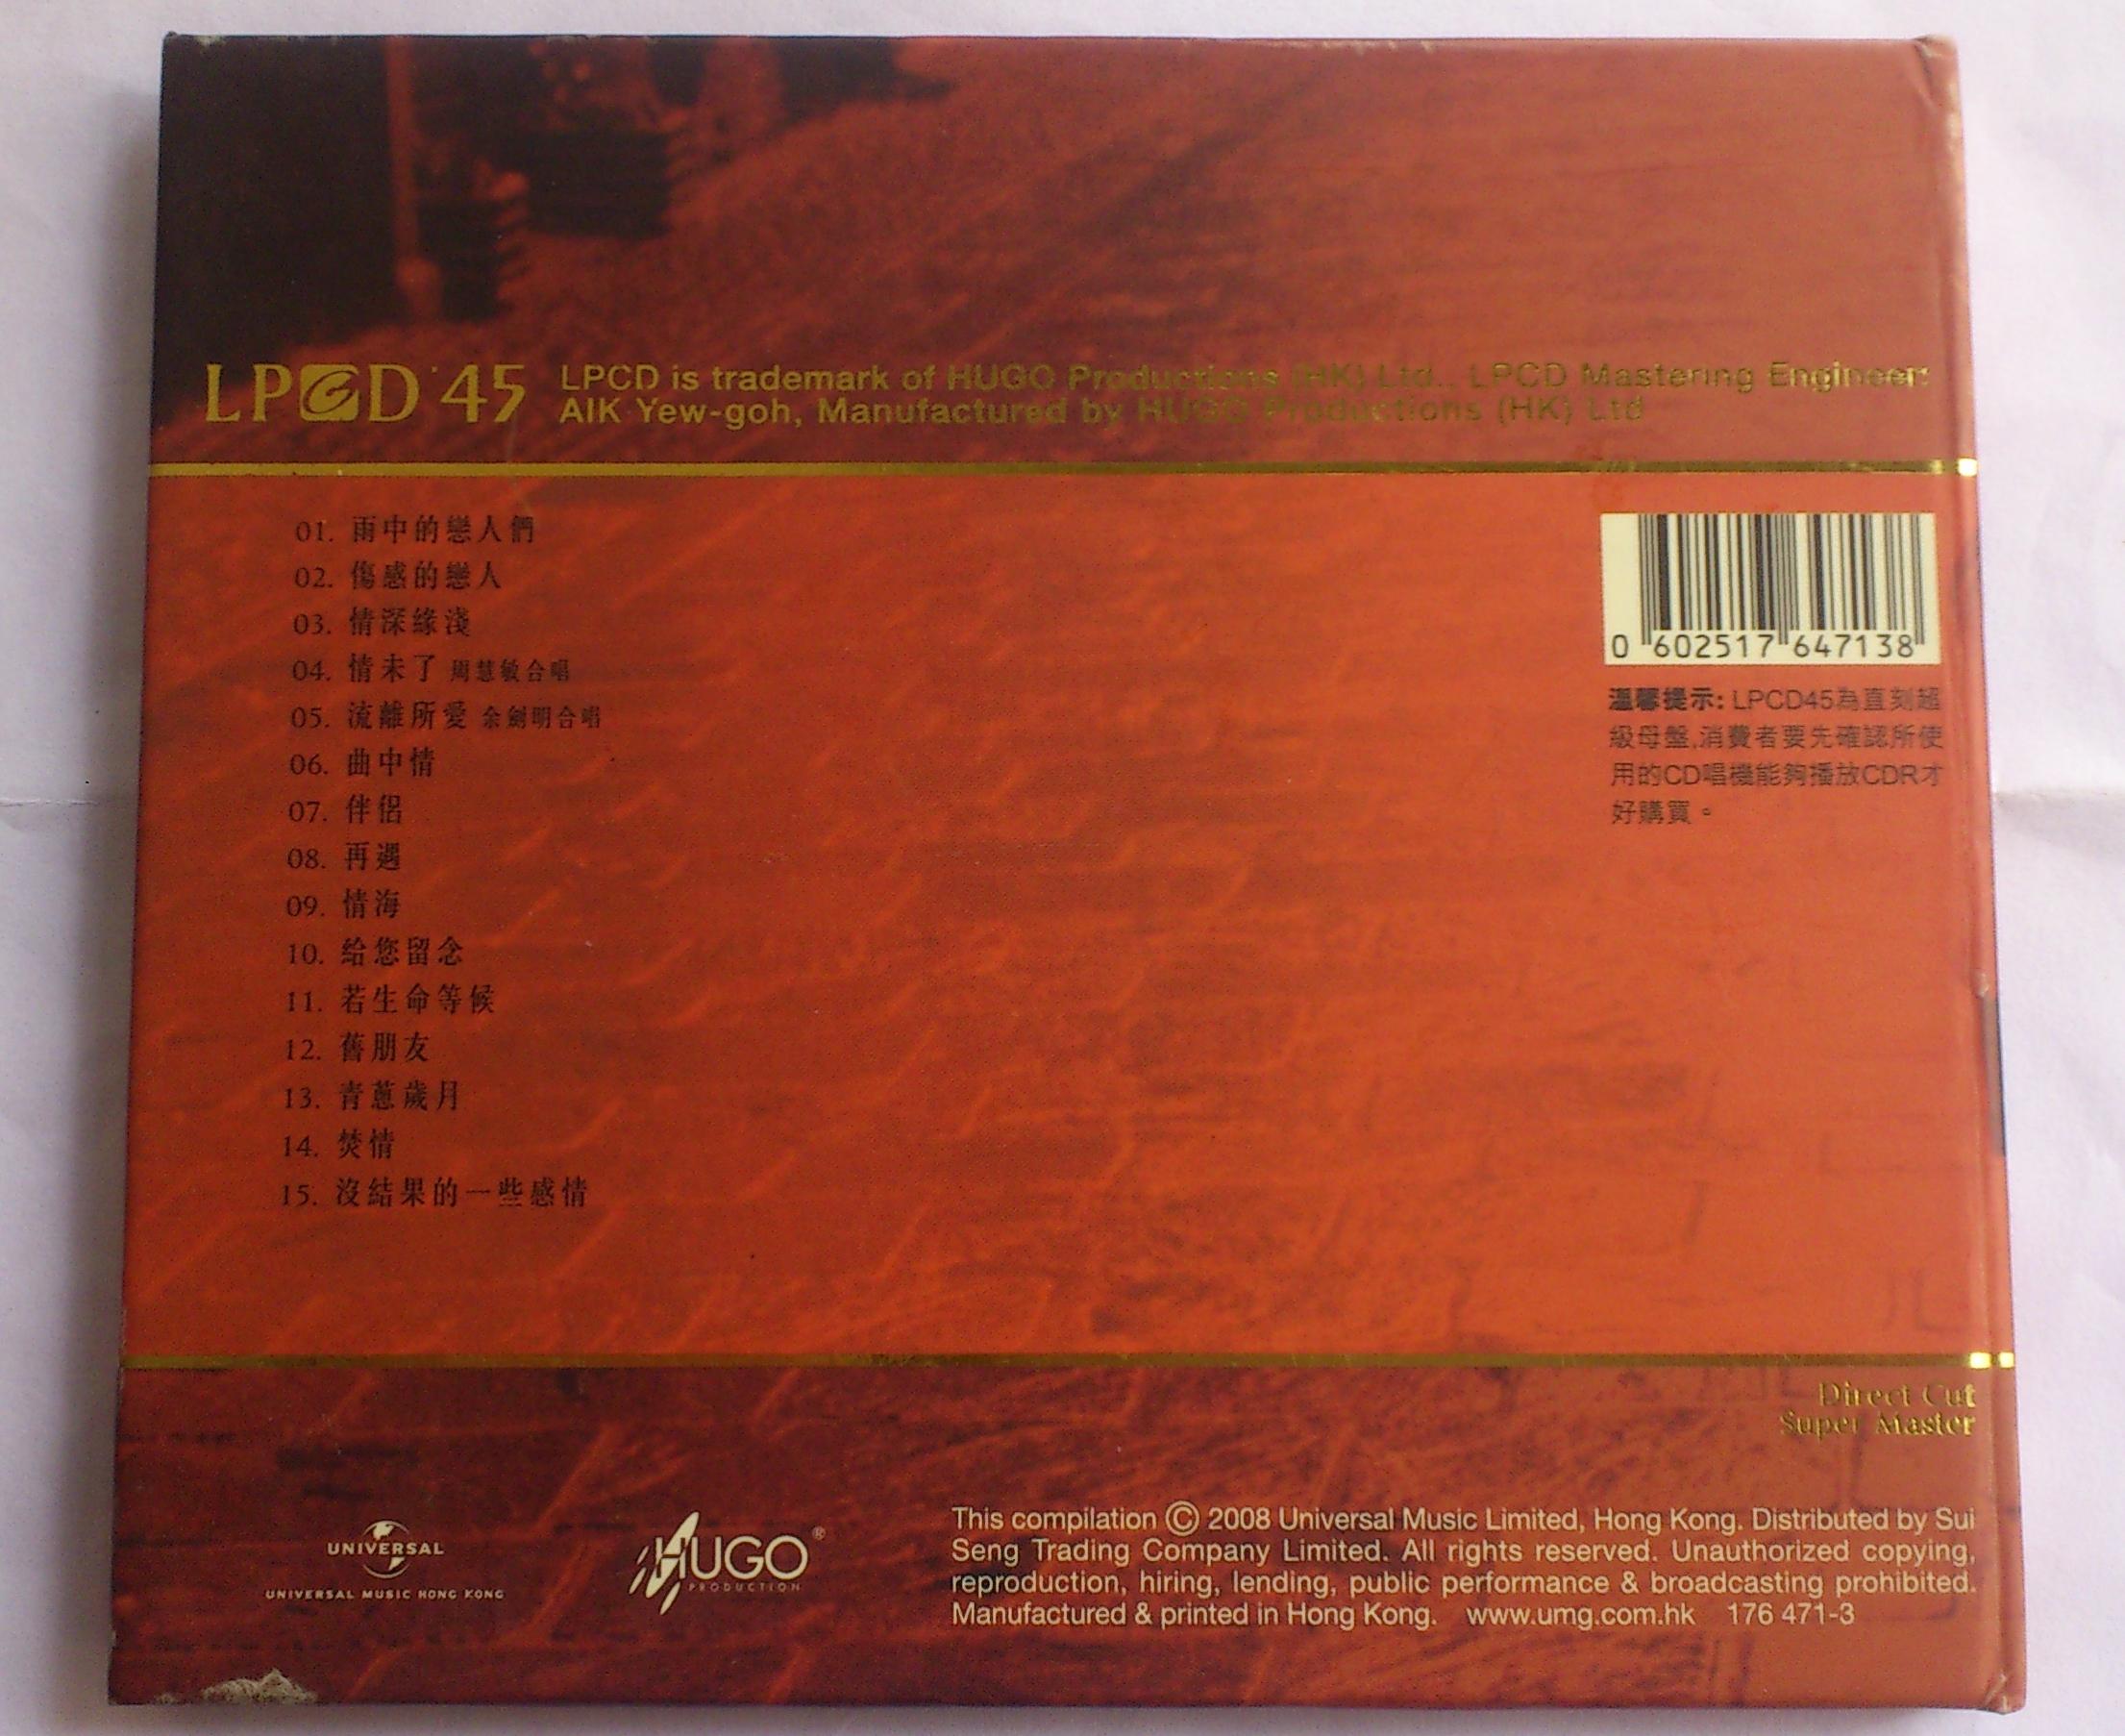 LPCD'45
LPCD is trademark of HUGO Productions (HK) Ltd., LPCD Mastering Engineer:
AIK Yew-goh, Manufactured by HUGO Productions (HK) Ltd
01. 雨中的戀人們
02. 傷感的戀人
03. 情深緣淺
04. 情未了 周慧敏合唱
05. 流離所愛 余劍明合唱
06. 曲中情
07. 伴侶
08. 再遇
09. 情海
10. 給您留念
11. 若生命等候
12. 舊朋友
13. 青蔥歲月
14. 焚情
15. 沒結果的一些感情
0 602517 647138
溫馨提示: LPCD45為直刻超
級母盤,消費者要先確認所使
用的CD唱機能夠播放CDR才
好購買。
Direct Cut
Super Master
UNIVERSAL
UNIVERSAL MUSIC HONG KONG
HUGO®
PRODUCTION
This compilation © 2008 Universal Music Limited, Hong Kong. Distributed by Sui
Seng Trading Company Limited. All rights reserved. Unauthorized copying,
reproduction, hiring, lending, public performance & broadcasting prohibited.
Manufactured & printed in Hong Kong. www.umg.com.hk 176 471-3